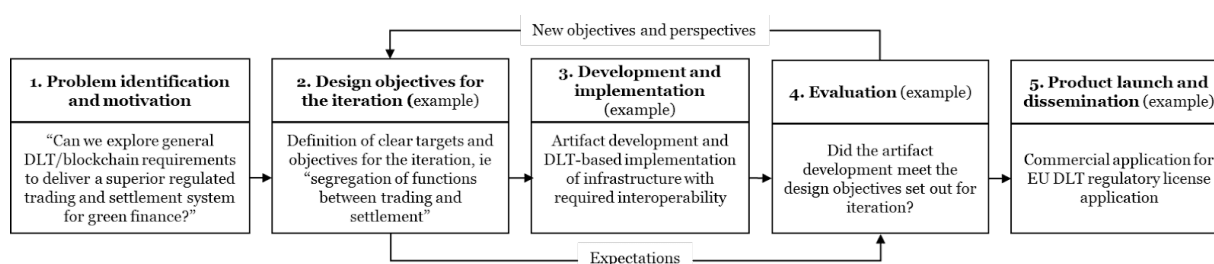 New objectives and perspectives
1. Problem identification
and motivation
“Can we explore general
DLT/blockchain requirements
to deliver a superior regulated
trading and settlement system
for green finance?”
2. Design objectives for
the iteration (example)
Definition of clear targets and
objectives for the iteration, ie
“segregation of functions
between trading and
settlement”
3. Development and
implementation
(example)
Artifact development and
DLT-based implementation
of infrastructure with
required interoperability
4. Evaluation (example)
Did the artifact
development meet the
design objectives set out for
iteration?
5. Product launch and
dissemination (example)
Commercial application for
EU DLT regulatory license
application
Expectations